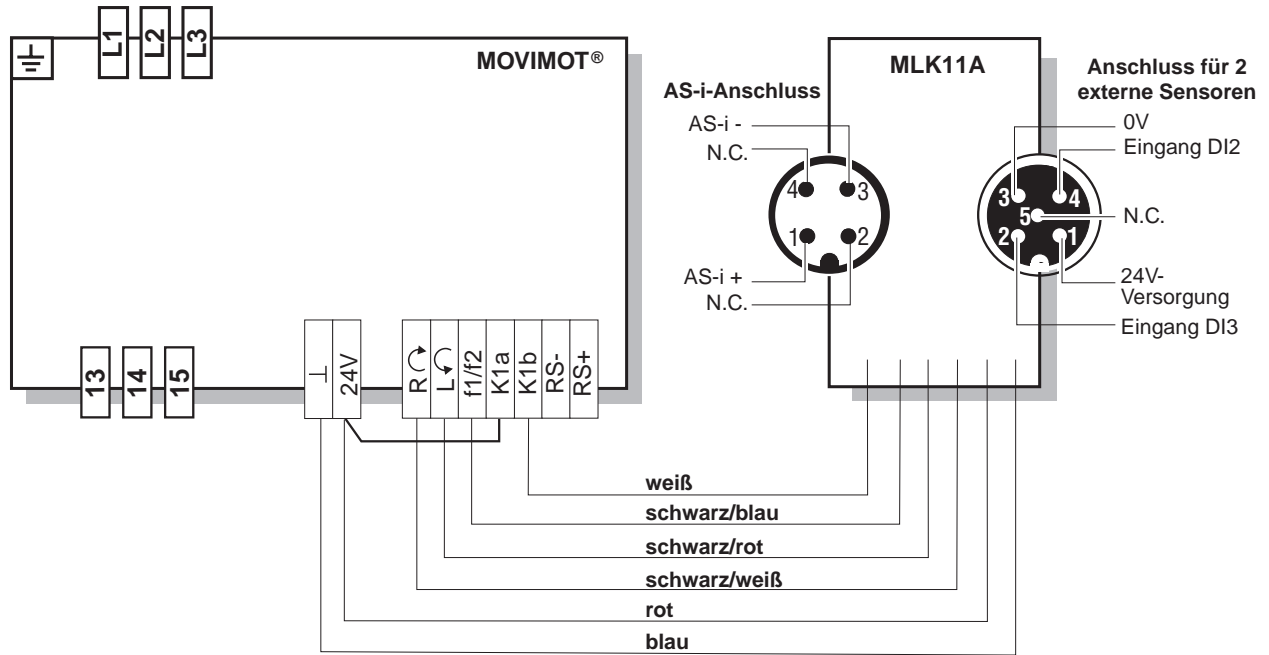 L1
L2
L3
MOVIMOT®
13
14
15
⊥
24V
R
L
f1/f2
K1a
K1b
RS-
RS+
MLK11A
AS-i-Anschluss
AS-i -
N.C.
4
3
1
2
AS-i +
N.C.
Anschluss für 2
externe Sensoren
0V
Eingang DI2
3
4
5
N.C.
2
1
24V-
Versorgung
Eingang DI3
weiß
schwarz/blau
schwarz/rot
schwarz/weiß
rot
blau